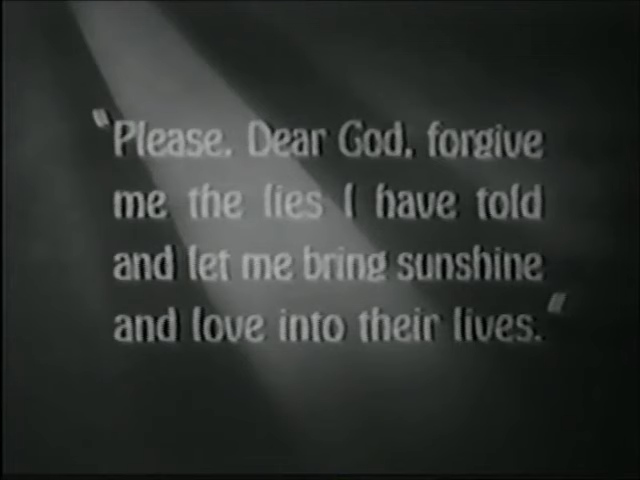 "Please. Dear God, forgive
me the lies I have told
and let me bring sunshine
and love into their lives."